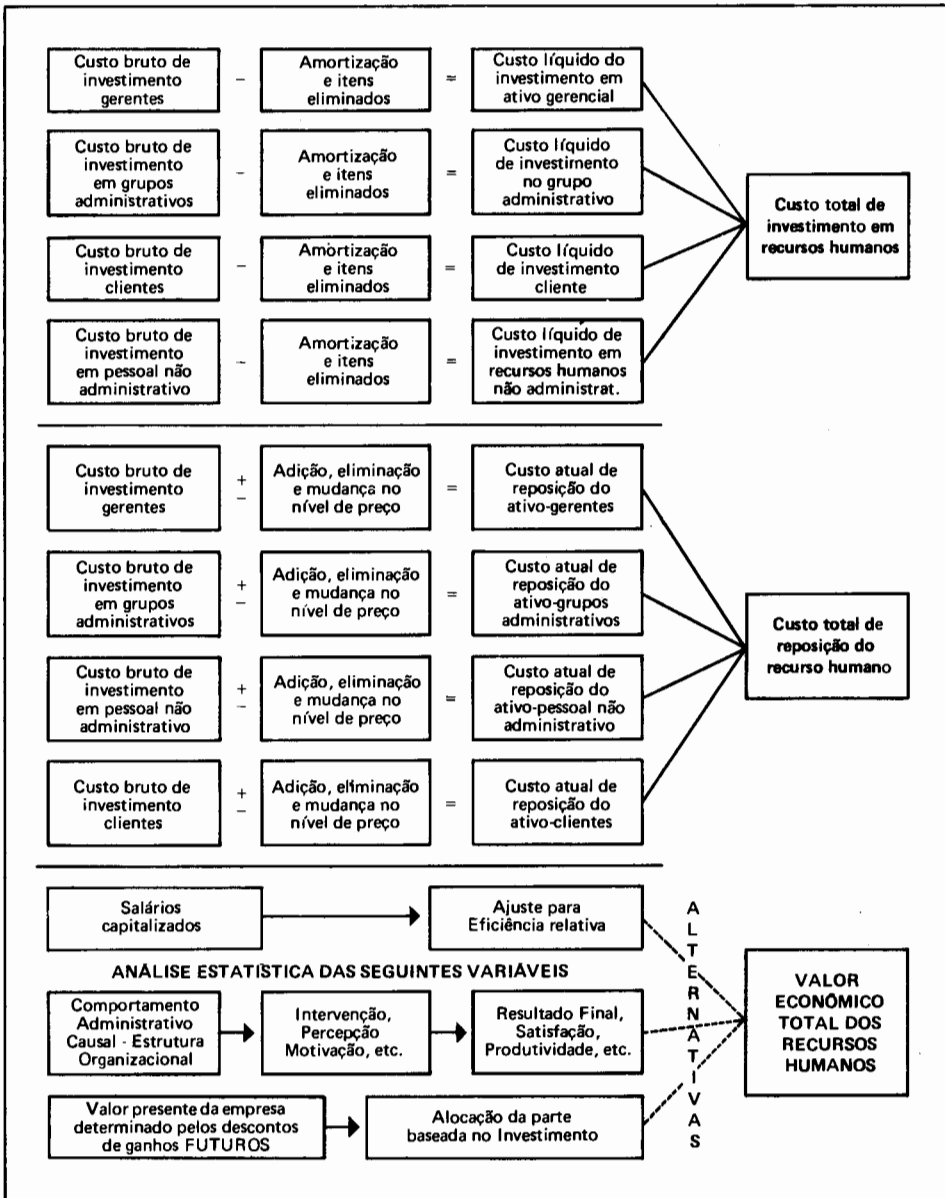 Custo bruto de
investimento
gerentes
−
Amortização
e itens
eliminados
=
Custo líquido do
investimento em
ativo gerencial
Custo bruto de
investimento
em grupos
administrativos
−
Amortização
e itens
eliminados
=
Custo líquido
de investimento
no grupo
administrativo
Custo bruto de
investimento
clientes
−
Amortização
e itens
eliminados
=
Custo líquido
de investimento
cliente
Custo bruto de
investimento
em pessoal não
administrativo
−
Amortização
e itens
eliminados
=
Custo líquido de
investimento em
recursos humanos
não administrat.
Custo total de
investimento em
recursos humanos
Custo bruto de
investimento
gerentes
+
−
Adição, eliminação
e mudança no
nível de preço
=
Custo atual de
reposição do
ativo-gerentes
Custo bruto de
investimento
em grupos
administrativos
+
−
Adição, eliminação
e mudança no
nível de preço
=
Custo atual de
reposição do
ativo-grupos
administrativos
Custo bruto de
investimento
em pessoal não
administrativo
+
−
Adição, eliminação
e mudança no
nível de preço
=
Custo atual de
reposição do
ativo-pessoal não
administrativo
Custo bruto de
investimento
clientes
+
−
Adição, eliminação
e mudança no
nível de preço
=
Custo atual de
reposição do
ativo-clientes
Custo total de
reposição do
recurso humano
Salários
capitalizados
Ajuste para
Eficiência relativa
ANÁLISE ESTATÍSTICA DAS SEGUINTES VARIÁVEIS
Comportamento
Administrativo
Causal - Estrutura
Organizacional
Intervenção,
Percepção
Motivação, etc.
Resultado Final,
Satisfação,
Produtividade, etc.
Valor presente da empresa
determinado pelos descontos
de ganhos FUTUROS
Alocação da parte
baseada no Investimento
ALTERNATIVAS
VALOR
ECONÔMICO
TOTAL DOS
RECURSOS
HUMANOS